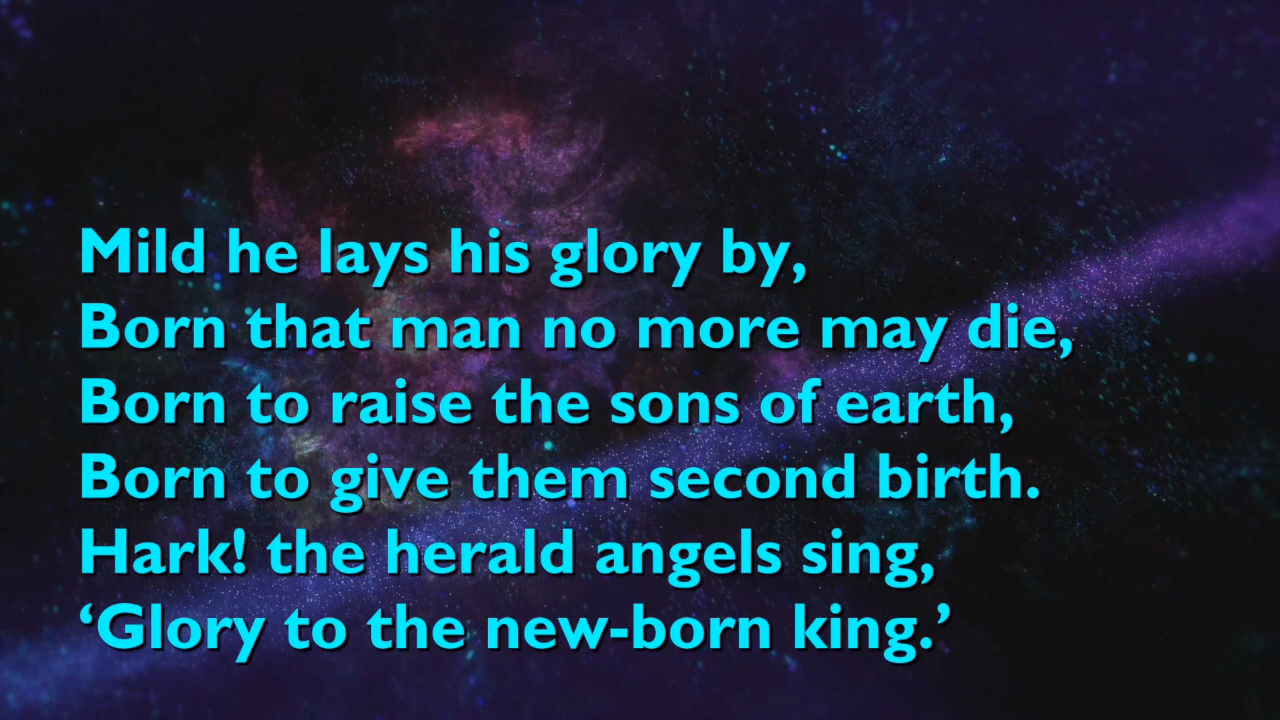 Mild he lays his glory by,
Born that man no more may die,
Born to raise the sons of earth,
Born to give them second birth.
Hark! the herald angels sing,
‘Glory to the new-born king.’